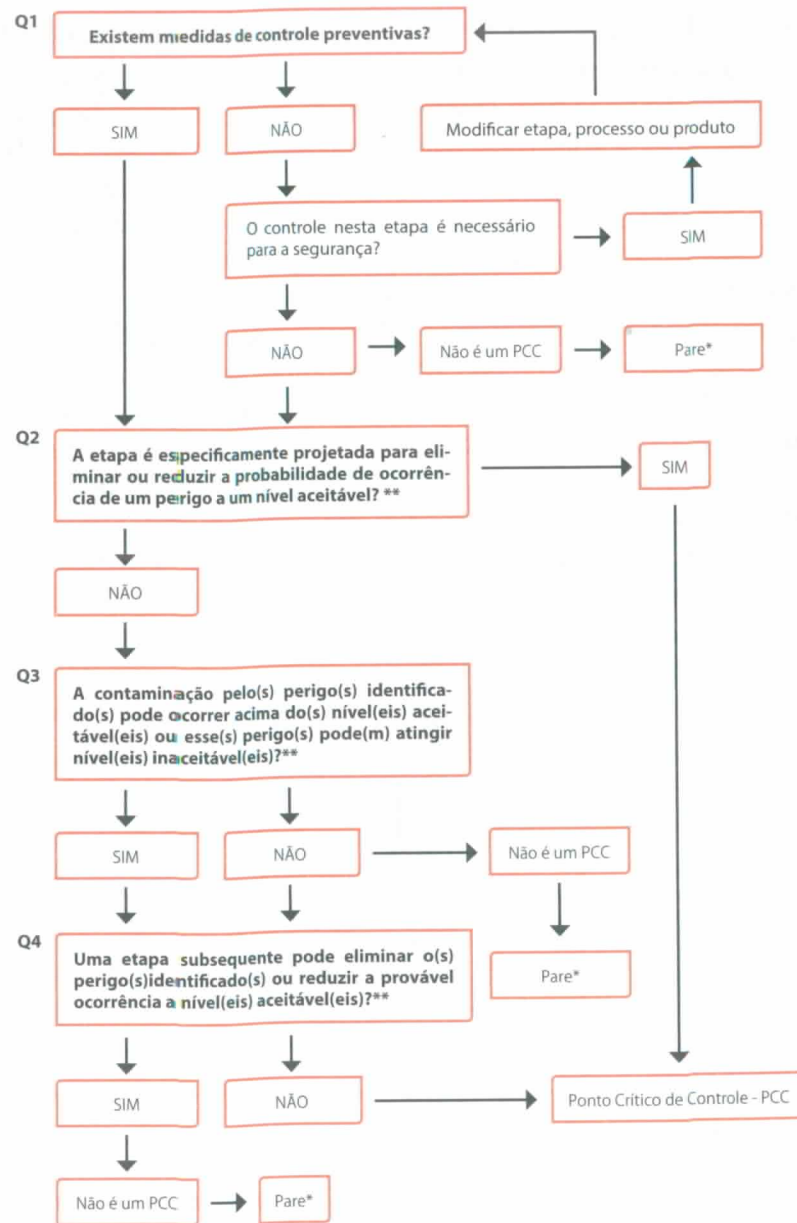 Q1
Existem medidas de controle preventivas?
SIM
NÃO
Modificar etapa, processo ou produto
O controle nesta etapa é necessário
para a segurança?
SIM
NÃO
Não é um PCC
Pare*
Q2
A etapa é especificamente projetada para eli-
minar ou reduzir a probabilidade de ocorrên-
cia de um perigo a um nível aceitável? **
SIM
NÃO
Q3
A contaminação pelo(s) perigo(s) identifica-
do(s) pode ocorrer acima do(s) nível(eis) acei-
tável(eis) ou esse(s) perigo(s) pode(m) atingir
nível(eis) inaceitável(eis)?**
SIM
NÃO
Não é um PCC
Pare*
Q4
Uma etapa subsequente pode eliminar o(s)
perigo(s)identificado(s) ou reduzir a provável
ocorrência a nível(eis) aceitável(eis)?**
SIM
NÃO
Ponto Crítico de Controle - PCC
Não é um PCC
Pare*